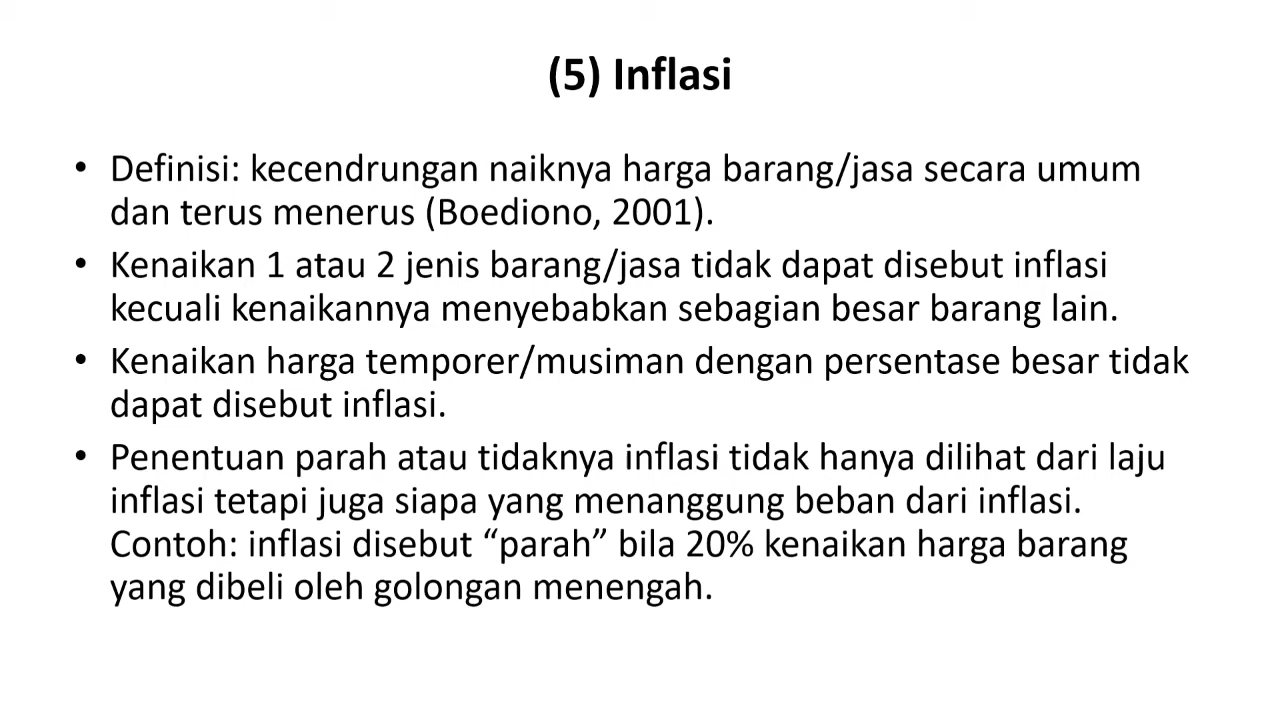 (5) Inflasi
• Definisi: kecendrungan naiknya harga barang/jasa secara umum
dan terus menerus (Boediono, 2001).
• Kenaikan 1 atau 2 jenis barang/jasa tidak dapat disebut inflasi
kecuali kenaikannya menyebabkan sebagian besar barang lain.
• Kenaikan harga temporer/musiman dengan persentase besar tidak
dapat disebut inflasi.
• Penentuan parah atau tidaknya inflasi tidak hanya dilihat dari laju
inflasi tetapi juga siapa yang menanggung beban dari inflasi.
Contoh: inflasi disebut “parah” bila 20% kenaikan harga barang
yang dibeli oleh golongan menengah.